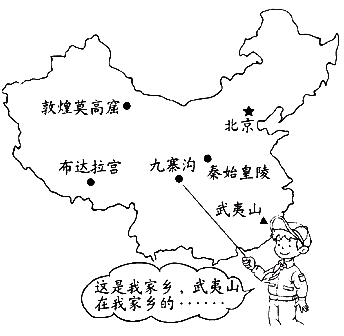 敦煌莫高窟
北京
布达拉宫
九寨沟
秦始皇陵
武夷山
这是我家乡，武夷山
在我家乡的······